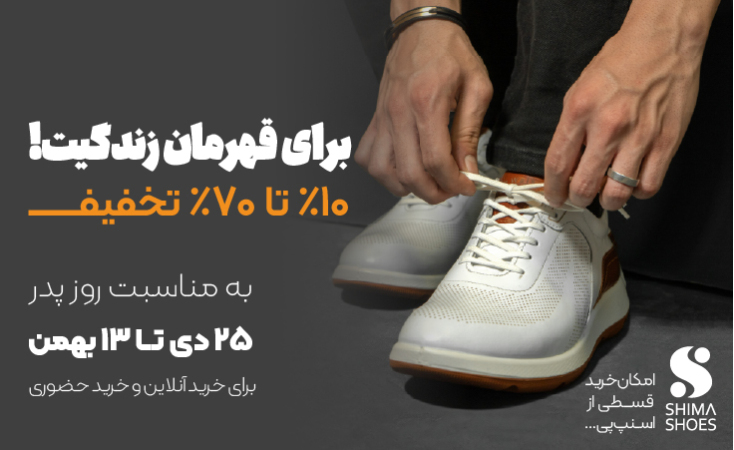 برای قهرمان زندگیت!
۱۰٪ تا ۷۰٪ تخفیف
به مناسبت روز پدر
۲۵ دی تا ۱۳ بهمن
برای خرید آنلاین و خرید حضوری
امکان خرید
قسطی از
اسنپ‌پی...
SHIMA
SHOES